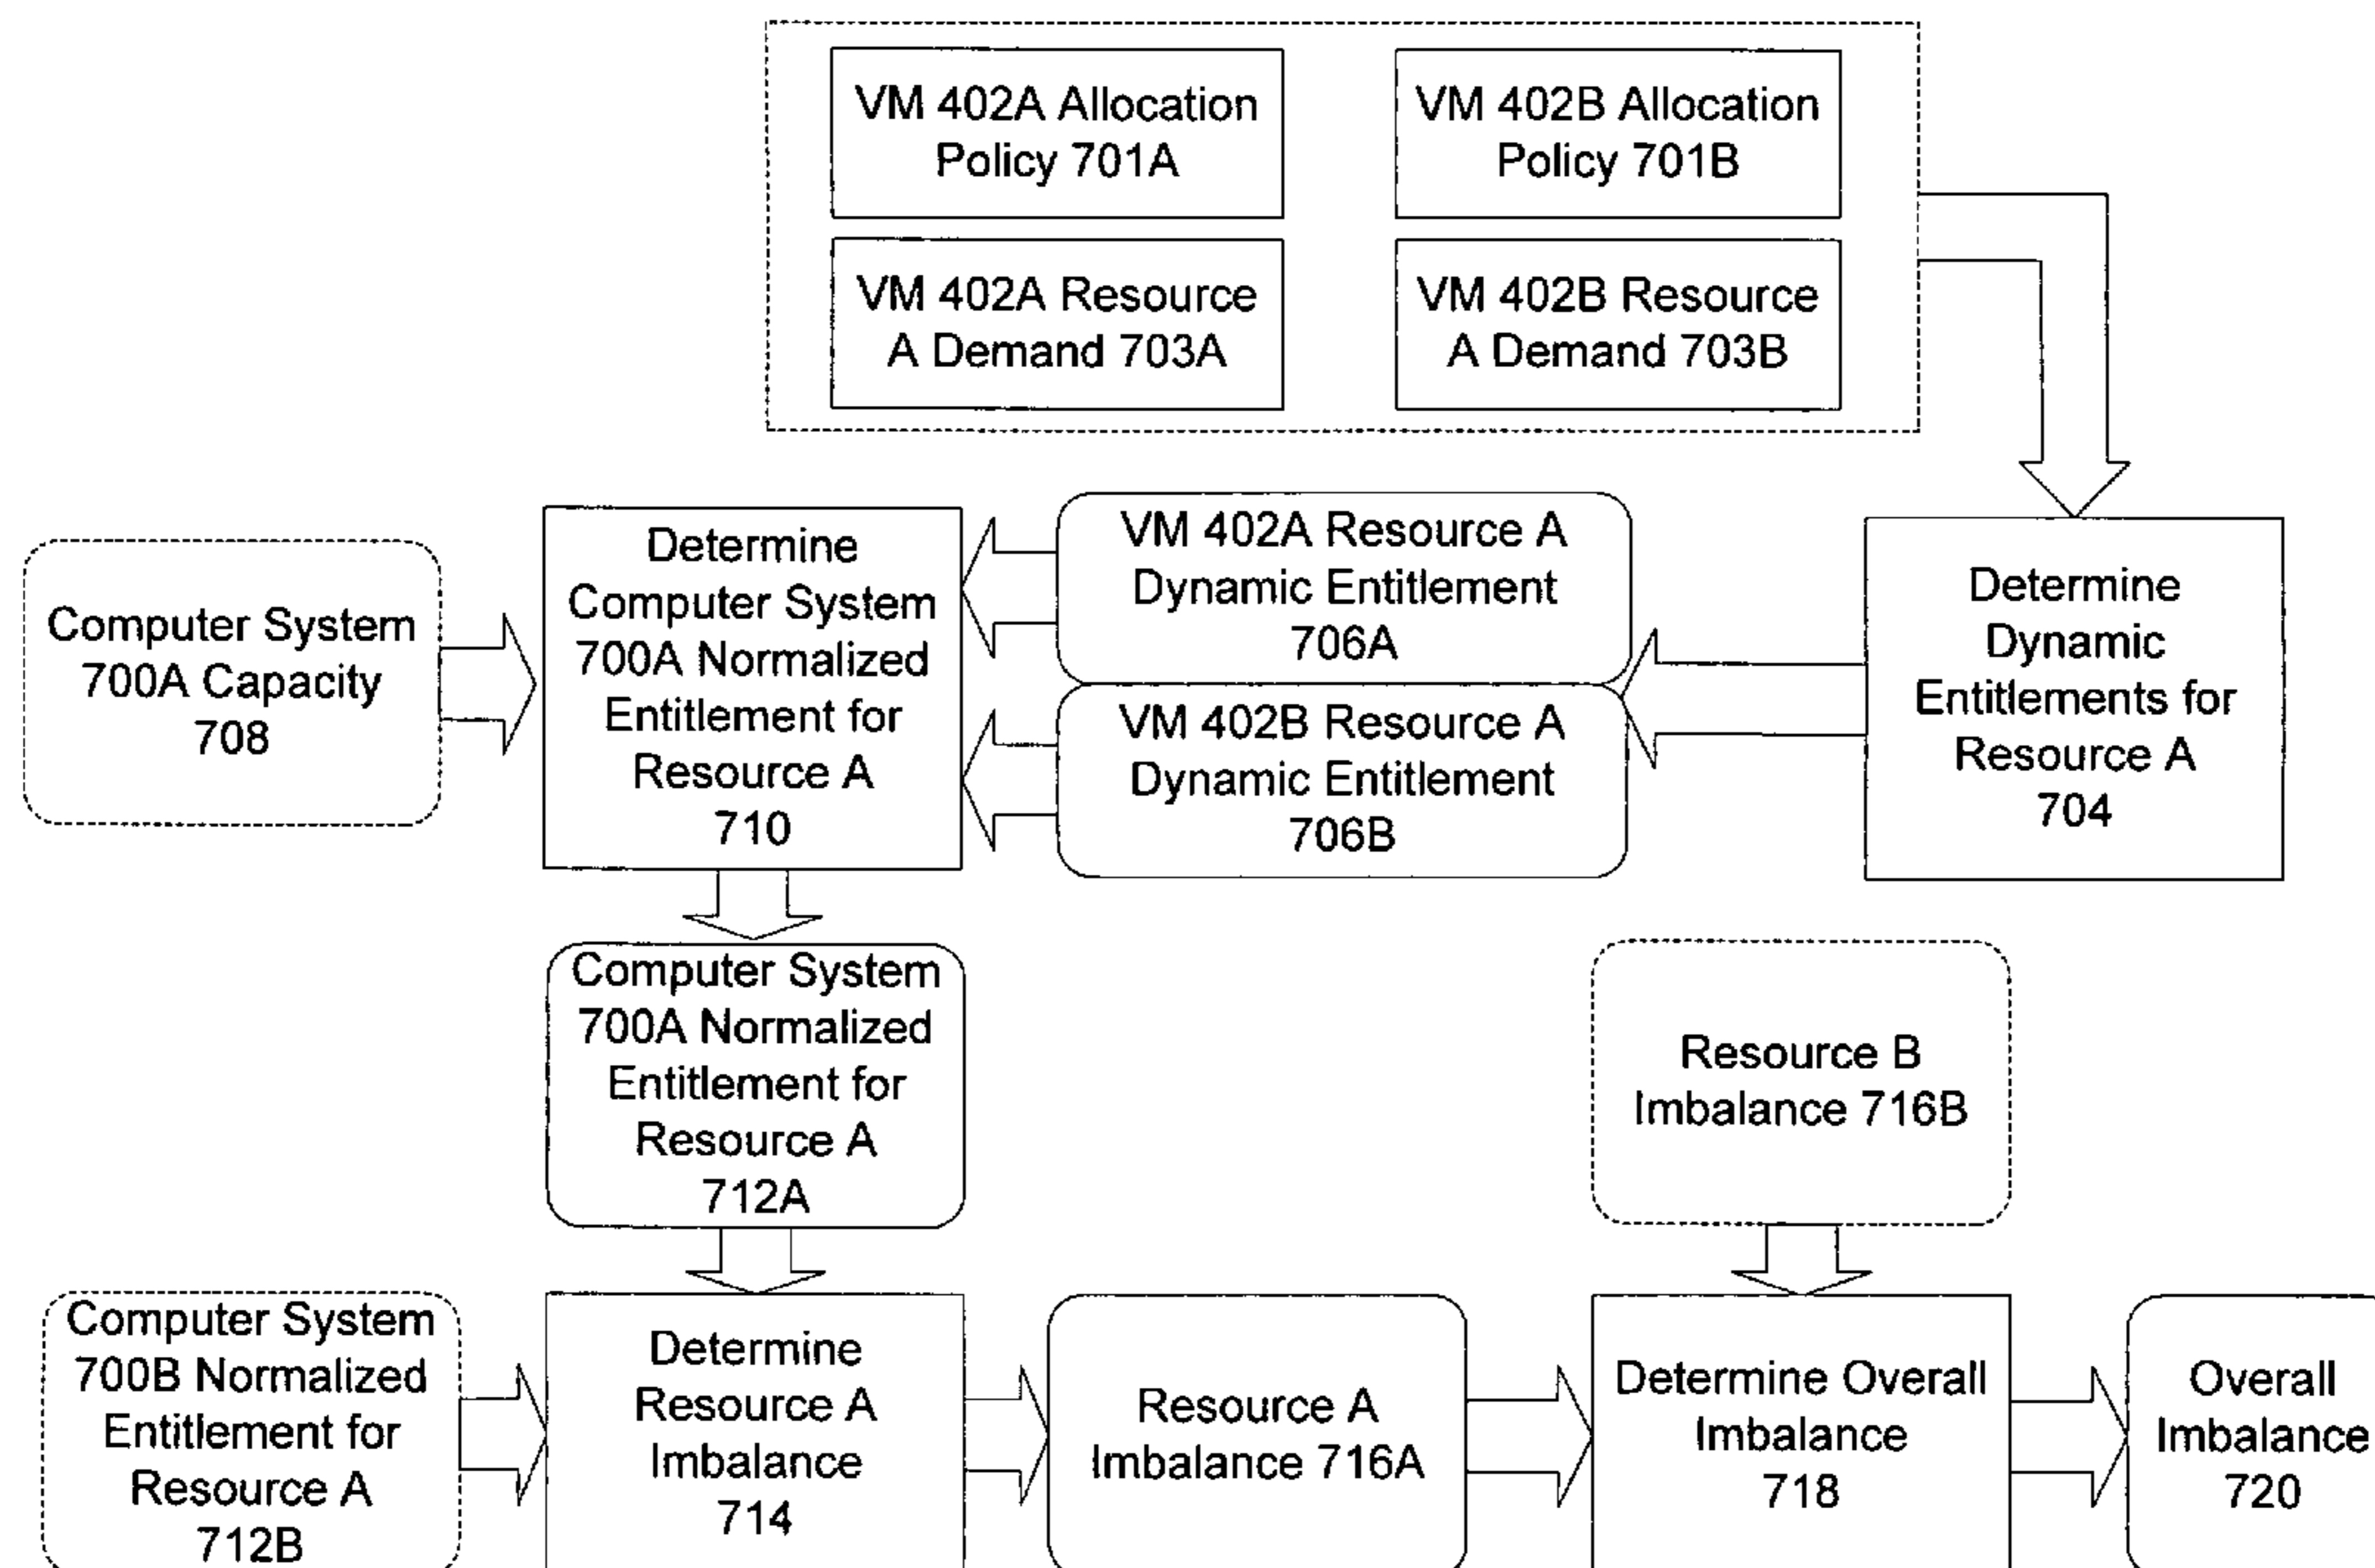 VM 402A Allocation
Policy 701A
VM 402B Allocation
Policy 701B
VM 402A Resource
A Demand 703A
VM 402B Resource
A Demand 703B
Computer System
700A Capacity
708
Determine
Computer System
700A Normalized
Entitlement for
Resource A
710
VM 402A Resource A
Dynamic Entitlement
706A
VM 402B Resource A
Dynamic Entitlement
706B
Determine
Dynamic
Entitlements for
Resource A
704
Computer System
700A Normalized
Entitlement for
Resource A
712A
Resource B
Imbalance 716B
Computer System
700B Normalized
Entitlement for
Resource A
712B
Determine
Resource A
Imbalance
714
Resource A
Imbalance 716A
Determine Overall
Imbalance
718
Overall
Imbalance
720